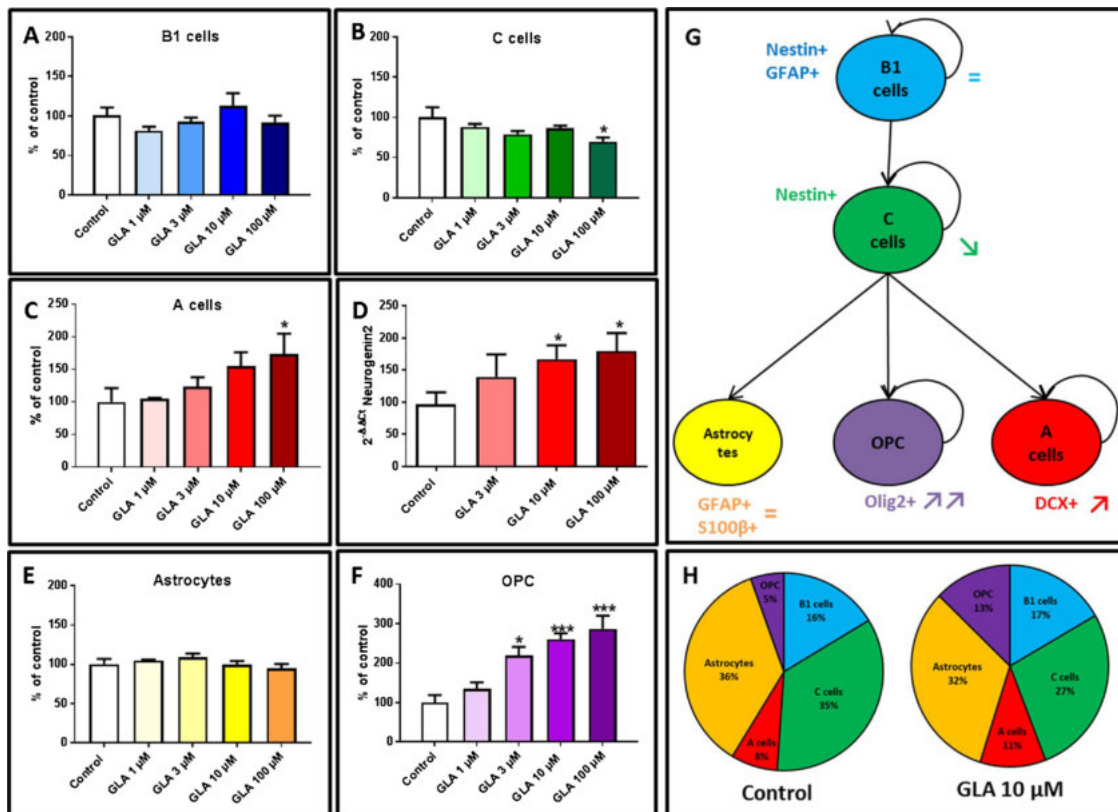 A
B1 cells
% of control
200
150
100
50
0
Control
GLA 1 µM
GLA 3 µM
GLA 10 µM
GLA 100 µM
B
C cells
% of control
200
150
100
50
0
*
Control
GLA 1 µM
GLA 3 µM
GLA 10 µM
GLA 100 µM
C
A cells
% of control
250
200
150
100
50
0
*
Control
GLA 1 µM
GLA 3 µM
GLA 10 µM
GLA 100 µM
D
2^-ΔΔCt Neurogenin2
250
200
150
100
50
0
*
*
Control
GLA 3 µM
GLA 10 µM
GLA 100 µM
E
Astrocytes
% of control
200
150
100
50
0
Control
GLA 1 µM
GLA 3 µM
GLA 10 µM
GLA 100 µM
F
OPC
% of control
400
300
200
100
0
*
***
***
Control
GLA 1 µM
GLA 3 µM
GLA 10 µM
GLA 100 µM
G
Nestin+
GFAP+
B1
cells
=
Nestin+
C
cells
↘
Astrocy
tes
OPC
A
cells
GFAP+
S100β+ =
Olig2+ ↗↗
DCX+ ↗
H
OPC
5%
B1 cells
16%
Astrocytes
36%
C cells
35%
A cells
8%
Control
OPC
13%
B1 cells
17%
Astrocytes
32%
C cells
27%
A cells
11%
GLA 10 µM